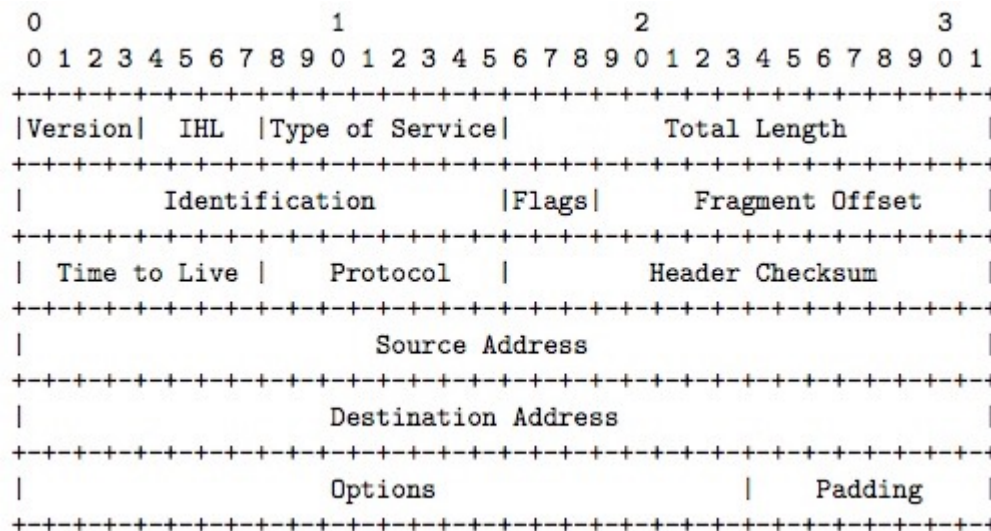 0                   1                   2                   3
 0 1 2 3 4 5 6 7 8 9 0 1 2 3 4 5 6 7 8 9 0 1 2 3 4 5 6 7 8 9 0 1
+-+-+-+-+-+-+-+-+-+-+-+-+-+-+-+-+-+-+-+-+-+-+-+-+-+-+-+-+-+-+-+-+
|Version|  IHL  |Type of Service|          Total Length         |
+-+-+-+-+-+-+-+-+-+-+-+-+-+-+-+-+-+-+-+-+-+-+-+-+-+-+-+-+-+-+-+-+
|         Identification        |Flags|      Fragment Offset    |
+-+-+-+-+-+-+-+-+-+-+-+-+-+-+-+-+-+-+-+-+-+-+-+-+-+-+-+-+-+-+-+-+
|  Time to Live |    Protocol   |         Header Checksum       |
+-+-+-+-+-+-+-+-+-+-+-+-+-+-+-+-+-+-+-+-+-+-+-+-+-+-+-+-+-+-+-+-+
|                       Source Address                          |
+-+-+-+-+-+-+-+-+-+-+-+-+-+-+-+-+-+-+-+-+-+-+-+-+-+-+-+-+-+-+-+-+
|                    Destination Address                        |
+-+-+-+-+-+-+-+-+-+-+-+-+-+-+-+-+-+-+-+-+-+-+-+-+-+-+-+-+-+-+-+-+
|                    Options                    |    Padding    |
+-+-+-+-+-+-+-+-+-+-+-+-+-+-+-+-+-+-+-+-+-+-+-+-+-+-+-+-+-+-+-+-+